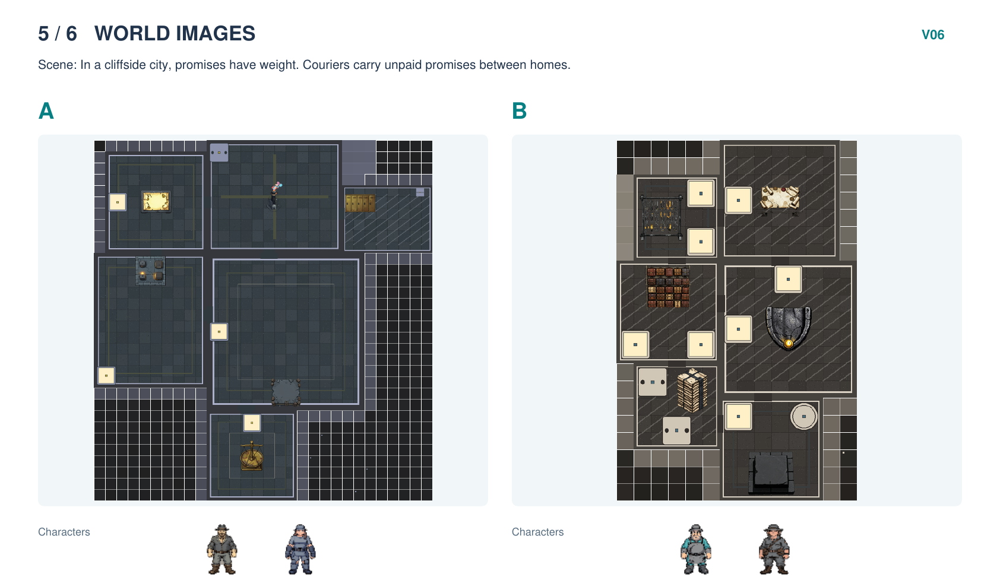 5 / 6 WORLD IMAGES
V06
Scene: In a cliffside city, promises have weight. Couriers carry unpaid promises between homes.
A
B
Characters
Characters